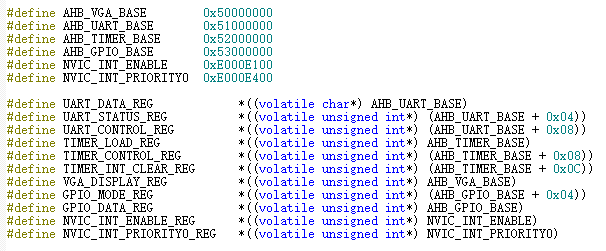 #define AHB_VGA_BASE 0x50000000
#define AHB_UART_BASE 0x51000000
#define AHB_TIMER_BASE 0x52000000
#define AHB_GPIO_BASE 0x53000000
#define NVIC_INT_ENABLE 0xE000E100
#define NVIC_INT_PRIORITY0 0xE000E400
#define UART_DATA_REG *((volatile char*) AHB_UART_BASE)
#define UART_STATUS_REG *((volatile unsigned int*) (AHB_UART_BASE + 0x04))
#define UART_CONTROL_REG *((volatile unsigned int*) (AHB_UART_BASE + 0x08))
#define TIMER_LOAD_REG *((volatile unsigned int*) AHB_TIMER_BASE)
#define TIMER_CONTROL_REG *((volatile unsigned int*) (AHB_TIMER_BASE + 0x08))
#define TIMER_INT_CLEAR_REG *((volatile unsigned int*) (AHB_TIMER_BASE + 0x0C))
#define VGA_DISPLAY_REG *((volatile unsigned int*) AHB_VGA_BASE)
#define GPIO_MODE_REG *((volatile unsigned int*) (AHB_GPIO_BASE + 0x04))
#define GPIO_DATA_REG *((volatile unsigned int*) AHB_GPIO_BASE)
#define NVIC_INT_ENABLE_REG *((volatile unsigned int*) NVIC_INT_ENABLE)
#define NVIC_INT_PRIORITY0_REG *((volatile unsigned int*) NVIC_INT_PRIORITY0)